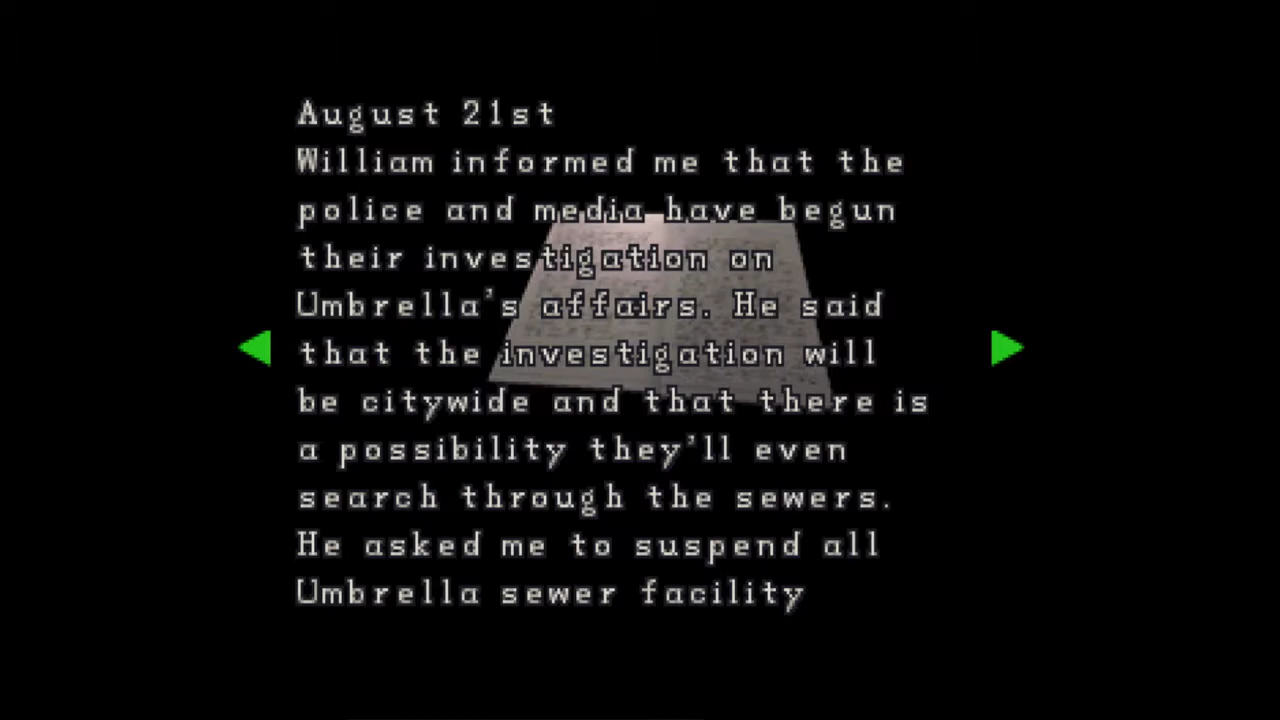 August 21st
William informed me that the
police and media have begun
their investigation on
Umbrella's affairs. He said
that the investigation will
be citywide and that there is
a possibility they'll even
search through the sewers.
He asked me to suspend all
Umbrella sewer facility